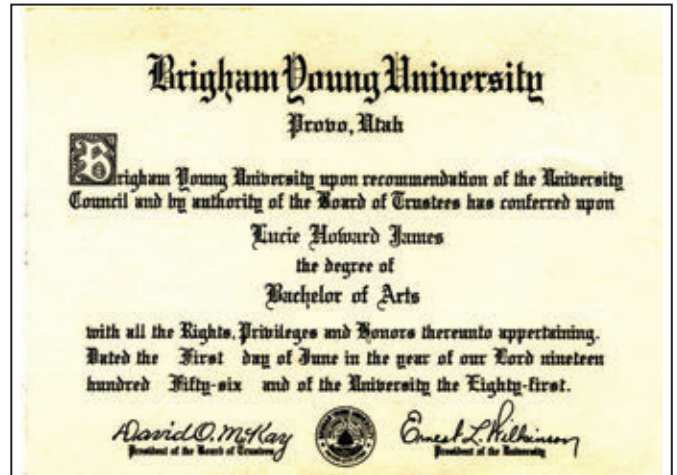 Brigham Young University
Provo, Utah
Brigham Young University upon recommendation of the University
Council and by authority of the Board of Trustees has conferred upon
Lucie Howard James
the degree of
Bachelor of Arts
with all the Rights, Privileges and Honors thereunto appertaining.
Dated the First day of June in the year of our Lord nineteen
hundred Fifty-six and of the University the Eighty-first.
David O. McKay Ernest L. Wilkinson
President of the Board of Trustees President of the University